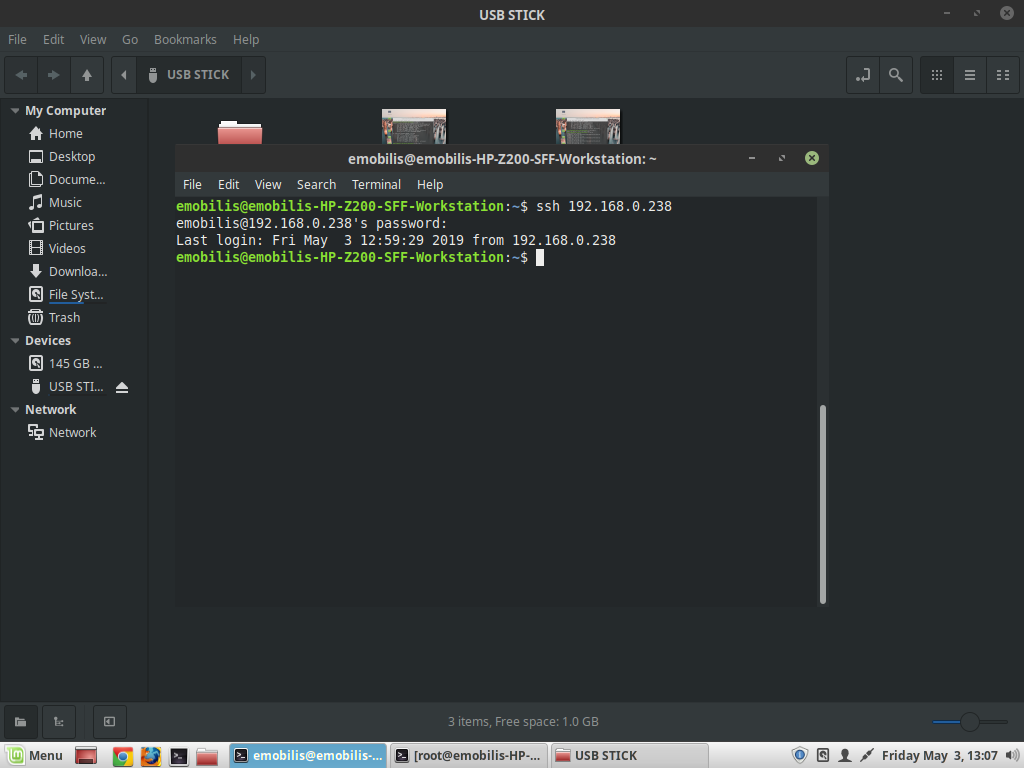 USB STICK
File Edit View Go Bookmarks Help
USB STICK
My Computer
Home
Desktop
Docume...
Music
Pictures
Videos
Downloa...
File Syst...
Trash
Devices
145 GB ...
USB STI...
Network
Network
emobilis@emobilis-HP-Z200-SFF-Workstation: ~
File Edit View Search Terminal Help
emobilis@emobilis-HP-Z200-SFF-Workstation:~$ ssh 192.168.0.238
emobilis@192.168.0.238's password:
Last login: Fri May  3 12:59:29 2019 from 192.168.0.238
emobilis@emobilis-HP-Z200-SFF-Workstation:~$
3 items, Free space: 1.0 GB
Menu emobilis@emobilis-... [root@emobilis-HP-... USB STICK Friday May  3, 13:07